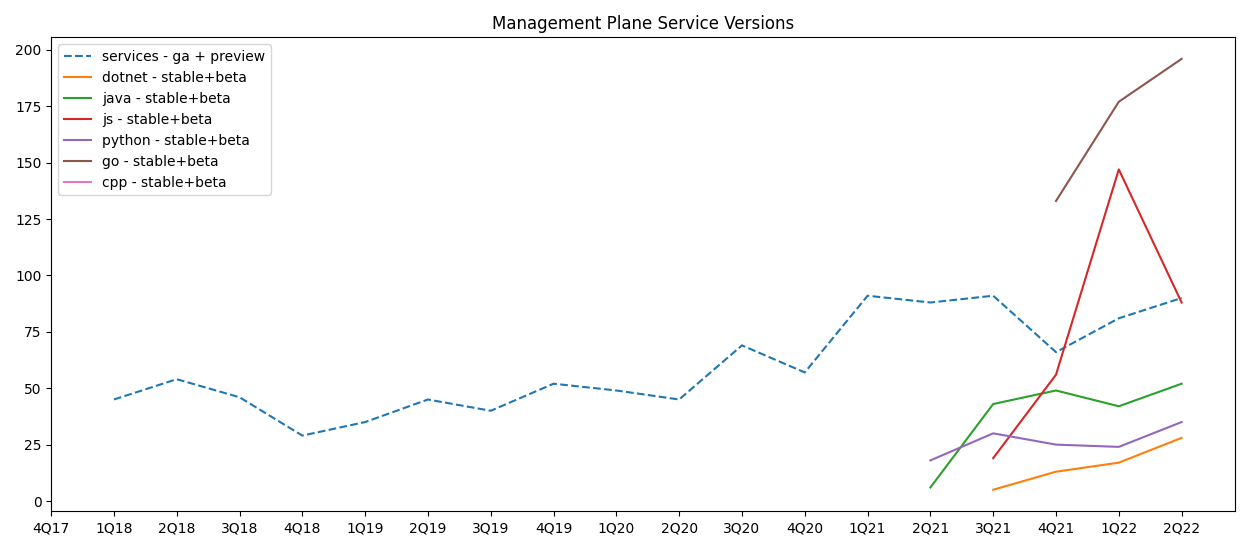 Management Plane Service Versions
services - ga + preview
dotnet - stable+beta
java - stable+beta
js - stable+beta
python - stable+beta
go - stable+beta
cpp - stable+beta
200
175
150
125
100
75
50
25
0
4Q17 1Q18 2Q18 3Q18 4Q18 1Q19 2Q19 3Q19 4Q19 1Q20 2Q20 3Q20 4Q20 1Q21 2Q21 3Q21 4Q21 1Q22 2Q22